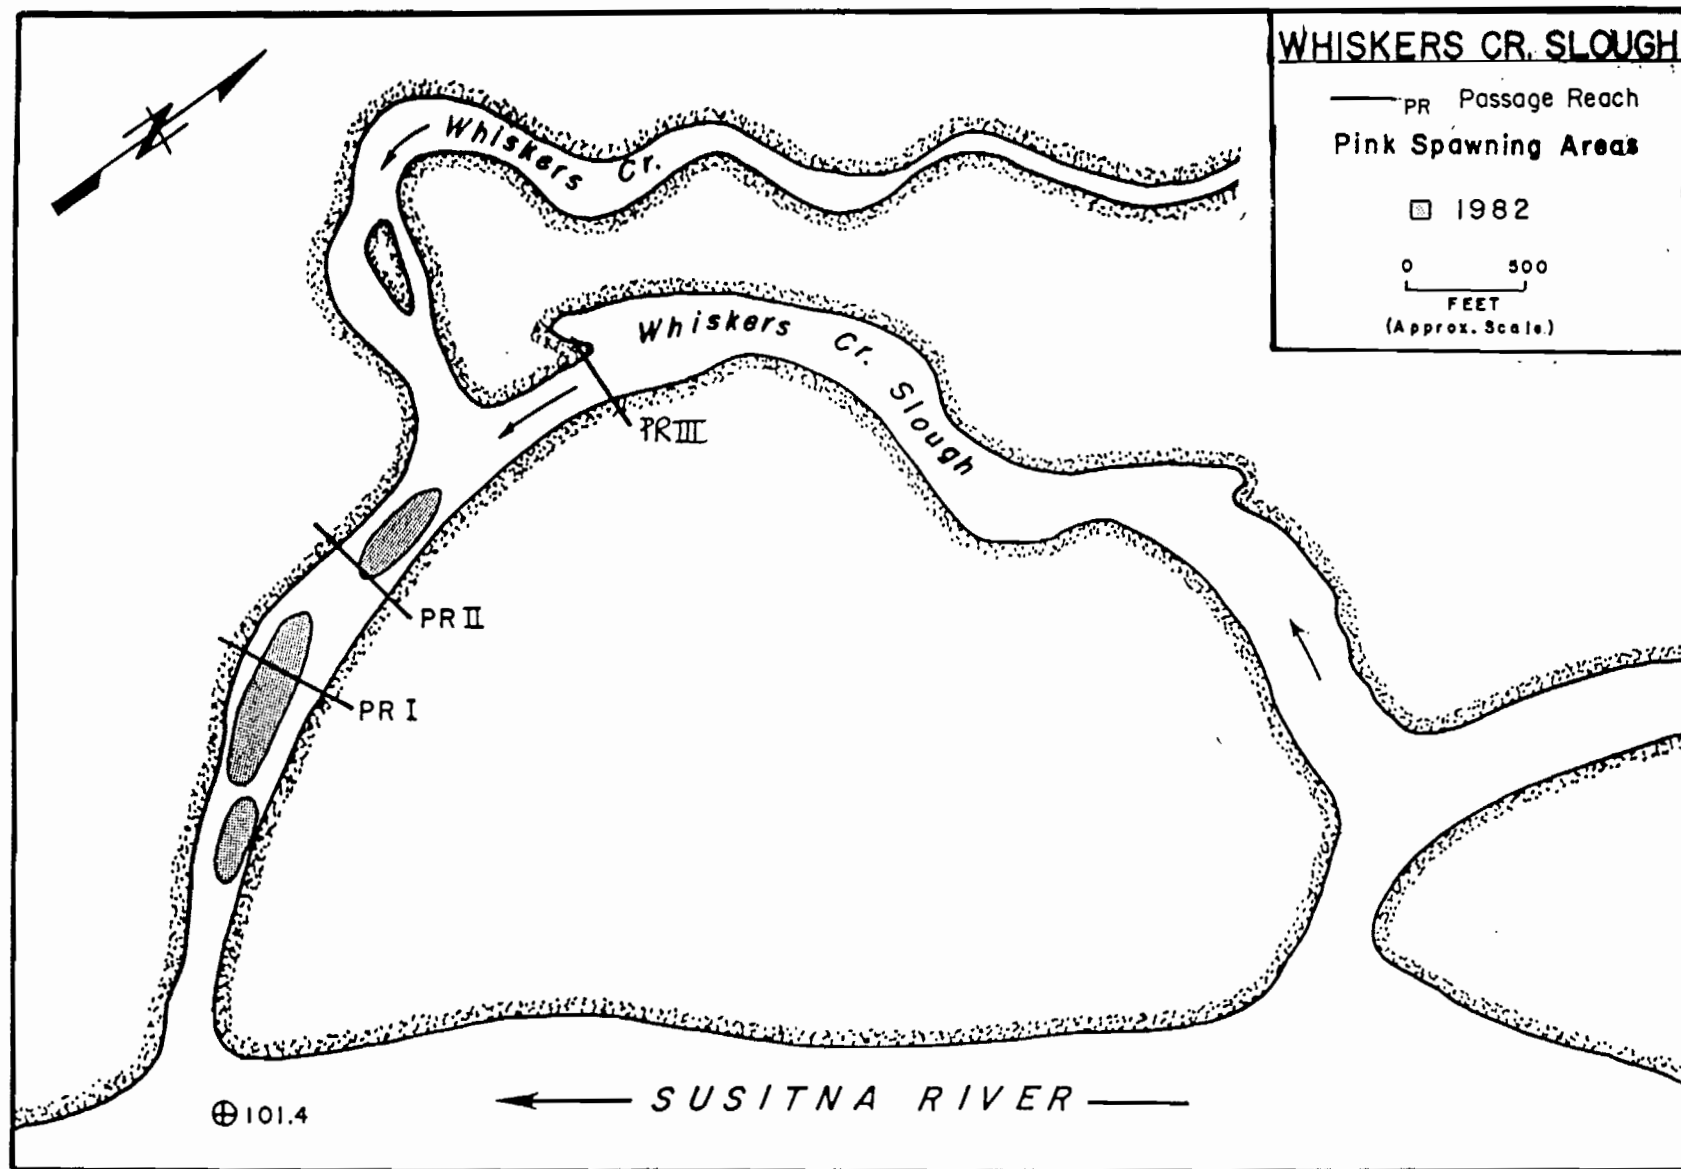 WHISKERS CR. SLOUGH
PR Passage Reach
Pink Spawning Areas
1982
0 500
FEET
(Approx. Scale.)
N
Whiskers Cr.
Whiskers Cr. Slough
PR III
PR II
PR I
101.4
SUSITNA RIVER